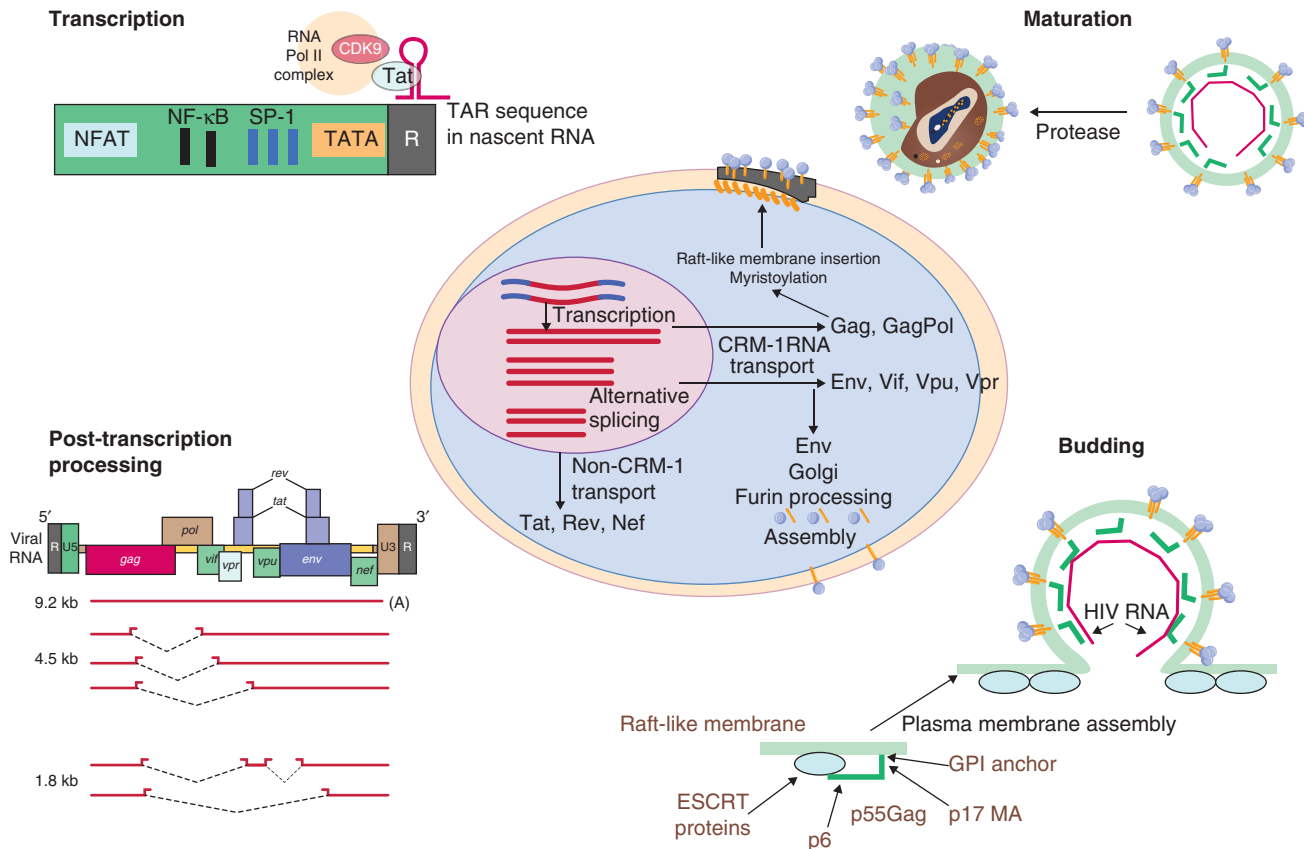 Transcription
RNA
Pol II
complex
CDK9
Tat
TAR sequence
in nascent RNA
NFAT
NF-κB
SP-1
TATA
R
Maturation
Protease
Raft-like membrane insertion
Myristoylation
Transcription
Gag, GagPol
CRM-1RNA
transport
Env, Vif, Vpu, Vpr
Alternative
splicing
Non-CRM-1
transport
Tat, Rev, Nef
Env
Golgi
Furin processing
Assembly
Post-transcription
processing
rev
tat
5′
3′
Viral
RNA
R
U5
gag
pol
vif
vpr
vpu
env
nef
U3
R
9.2 kb
(A)
4.5 kb
1.8 kb
Budding
HIV RNA
Raft-like membrane
Plasma membrane assembly
GPI anchor
ESCRT
proteins
p6
p55Gag
p17 MA